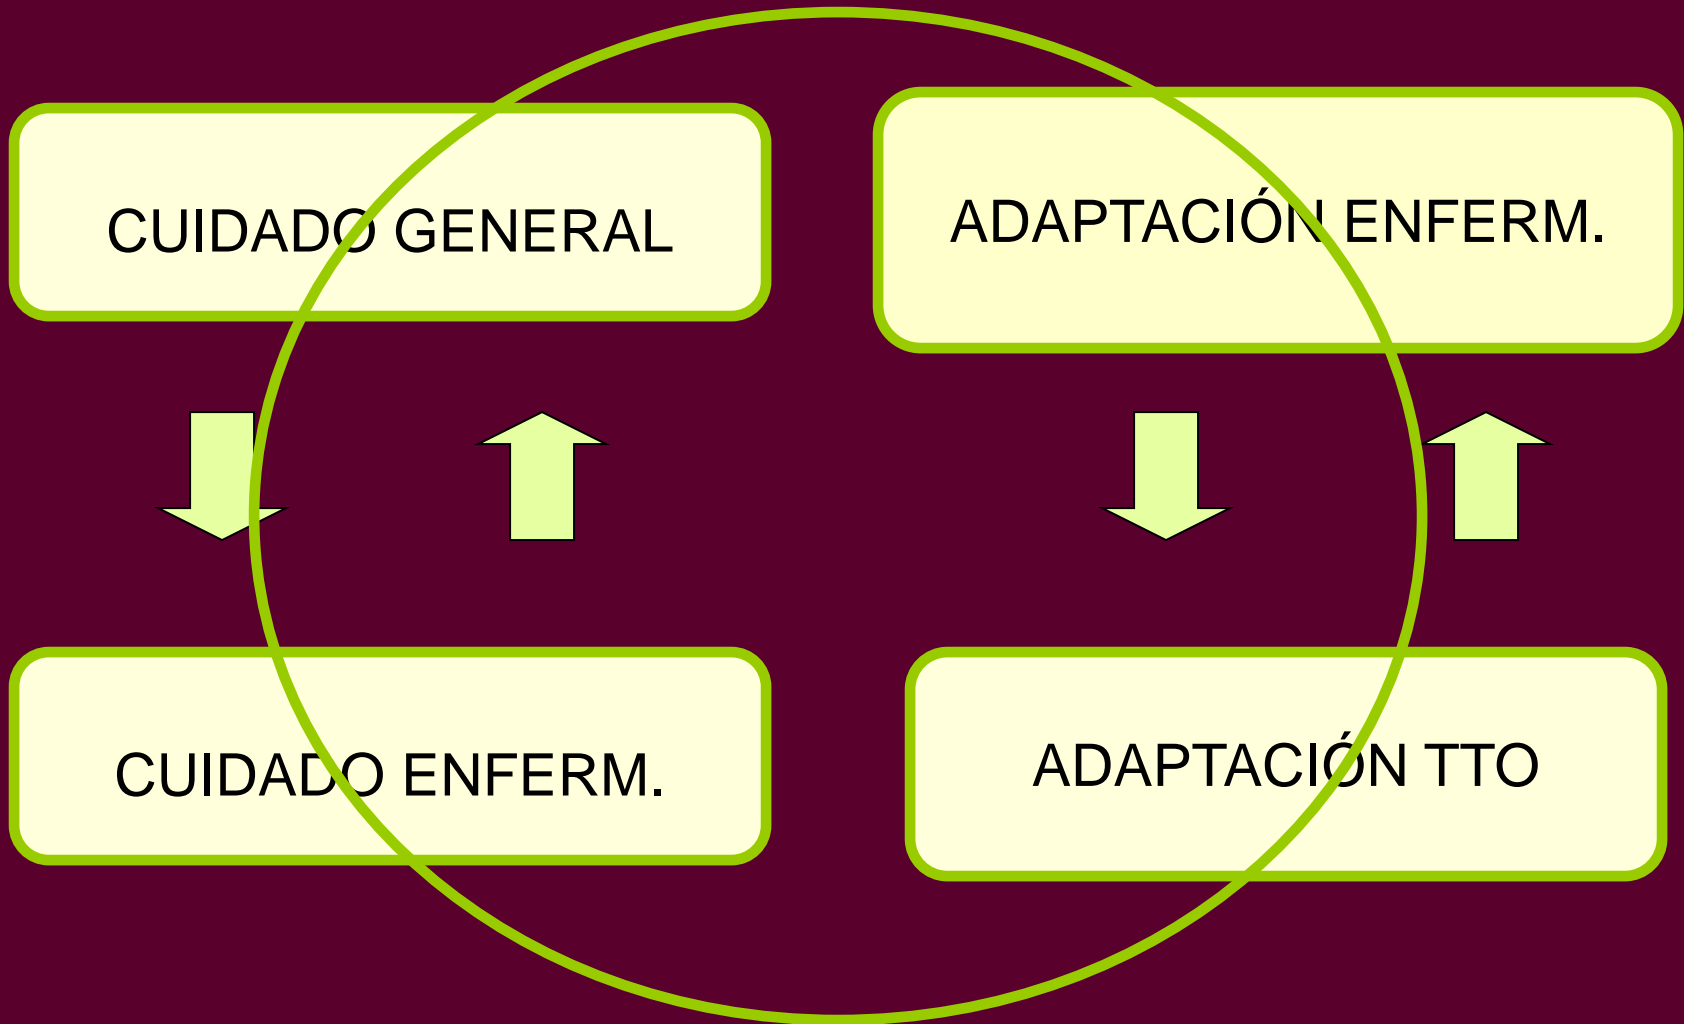 CUIDADO GENERAL
ADAPTACIÓN ENFERM.
CUIDADO ENFERM.
ADAPTACIÓN TTO